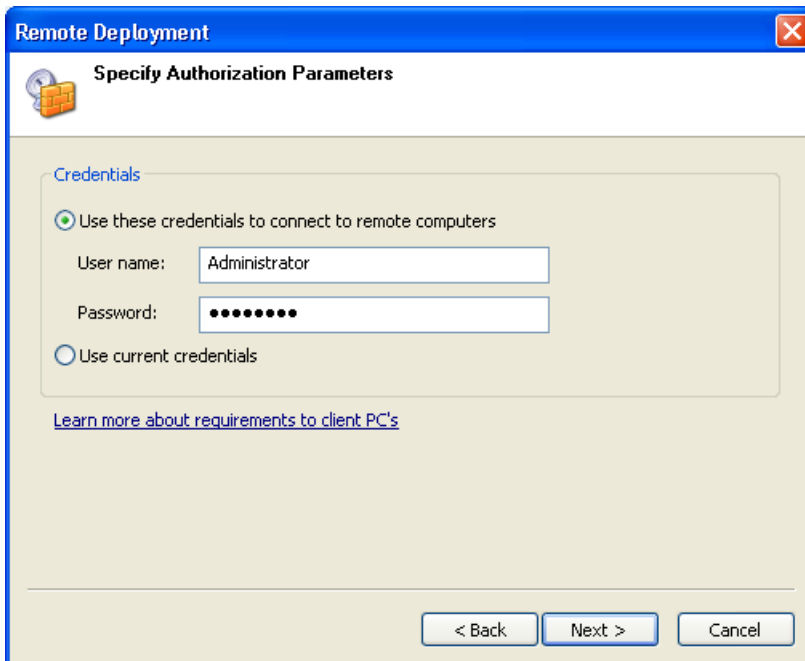 Remote Deployment
Specify Authorization Parameters
Credentials
Use these credentials to connect to remote computers
User name: Administrator
Password: ●●●●●●●●
Use current credentials
Learn more about requirements to client PC's
< Back Next > Cancel